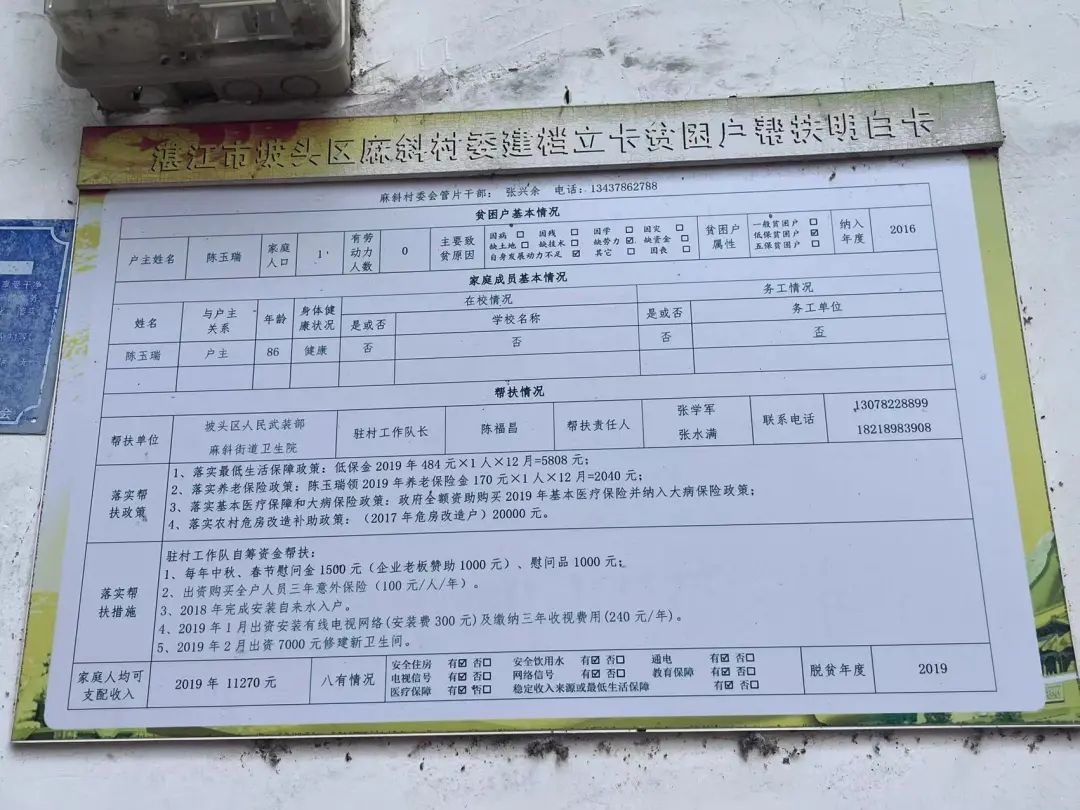 湛江市坡头区麻斜村委建档立卡贫困户帮扶明白卡
麻斜村委会管片干部： 张兴余 电话：13437862788
贫困户基本情况
户主姓名 陈玉瑞 家庭人口 1 有劳动力人数 0 主要致贫原因 因病□ 因残□ 因学□ 因灾□ 缺土地□ 缺技术□ 缺劳力☑ 缺资金□ 自身发展动力不足☑ 其它□ 因丧□ 贫困户属性 一般贫困户□ 低保贫困户☑ 五保贫困户□ 纳入年度 2016
家庭成员基本情况
姓名 与户主关系 年龄 身体健康状况 在校情况 务工情况
是或否 学校名称 是或否 务工单位
陈玉瑞 户主 86 健康 否 否 否 否
帮扶情况
帮扶单位 坡头区人民武装部 麻斜街道卫生院 驻村工作队长 陈福昌 帮扶责任人 张学军 张水满 联系电话 13078228899 18218983908
落实帮扶政策
1、落实最低生活保障政策：低保金2019年484元×1人×12月=5808元；
2、落实养老保险政策：陈玉瑞领2019年养老保险金170元×1人×12月=2040元；
3、落实基本医疗保障和大病保险政策：政府全额资助购买2019年基本医疗保险并纳入大病保险政策；
4、落实农村危房改造补助政策：（2017年危房改造户）20000元。
落实帮扶措施
驻村工作队自筹资金帮扶：
1、每年中秋、春节慰问金1500元（企业老板赞助1000元）、慰问品1000元；
2、出资购买全户人员三年意外保险（100元/人/年）。
3、2018年完成安装自来水入户。
4、2019年1月出资安装有线电视网络(安装费300元)及缴纳三年收视费用(240元/年)。
5、2019年2月出资7000元修建新卫生间。
家庭人均可支配收入 2019年11270元 八有情况
安全住房 有☑ 否□ 安全饮用水 有☑ 否□ 通电 有☑ 否□
电视信号 有☑ 否□ 网络信号 有☑ 否□ 教育保障 有☑ 否□
医疗保障 有☑ 否□ 稳定收入来源或最低生活保障 有☑ 否□
脱贫年度 2019